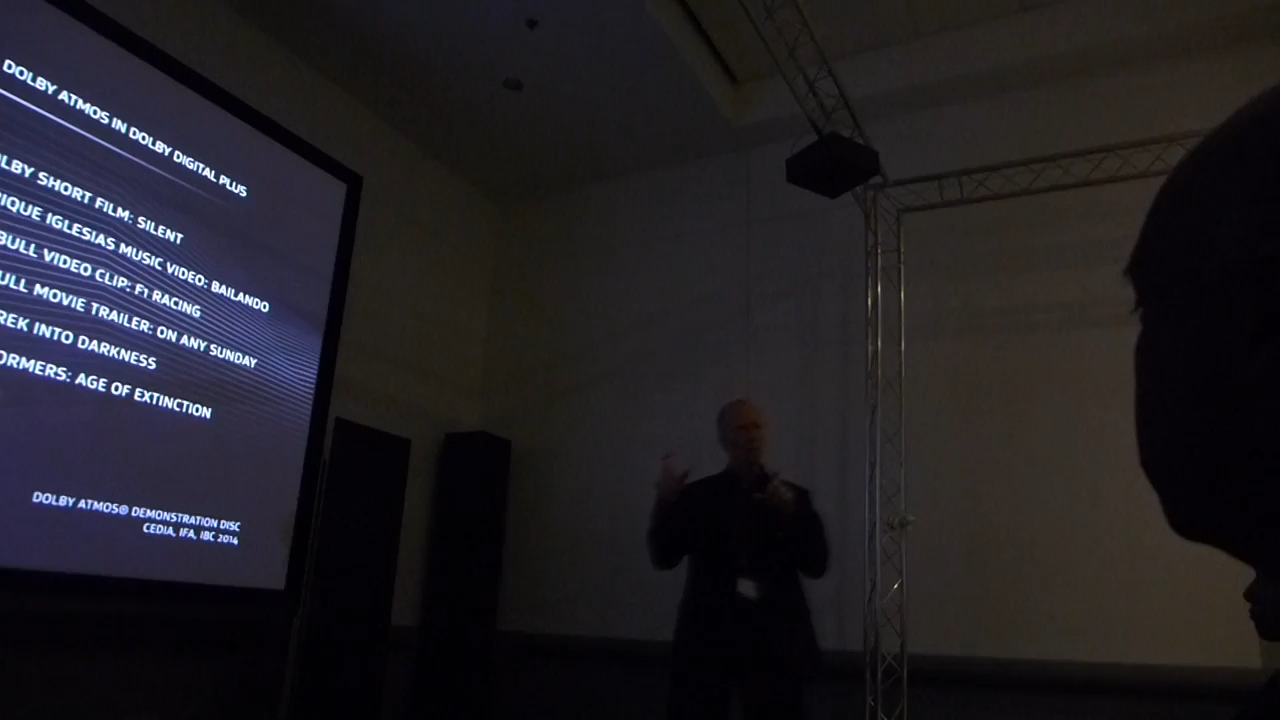 DOLBY ATMOS IN DOLBY DIGITAL PLUS
LBY SHORT FILM: SILENT
RIQUE IGLESIAS MUSIC VIDEO: BAILANDO
BULL VIDEO CLIP: F1 RACING
ULL MOVIE TRAILER: ON ANY SUNDAY
REK INTO DARKNESS
ORMERS: AGE OF EXTINCTION
DOLBY ATMOS® DEMONSTRATION DISC
CEDIA, IFA, IBC 2014